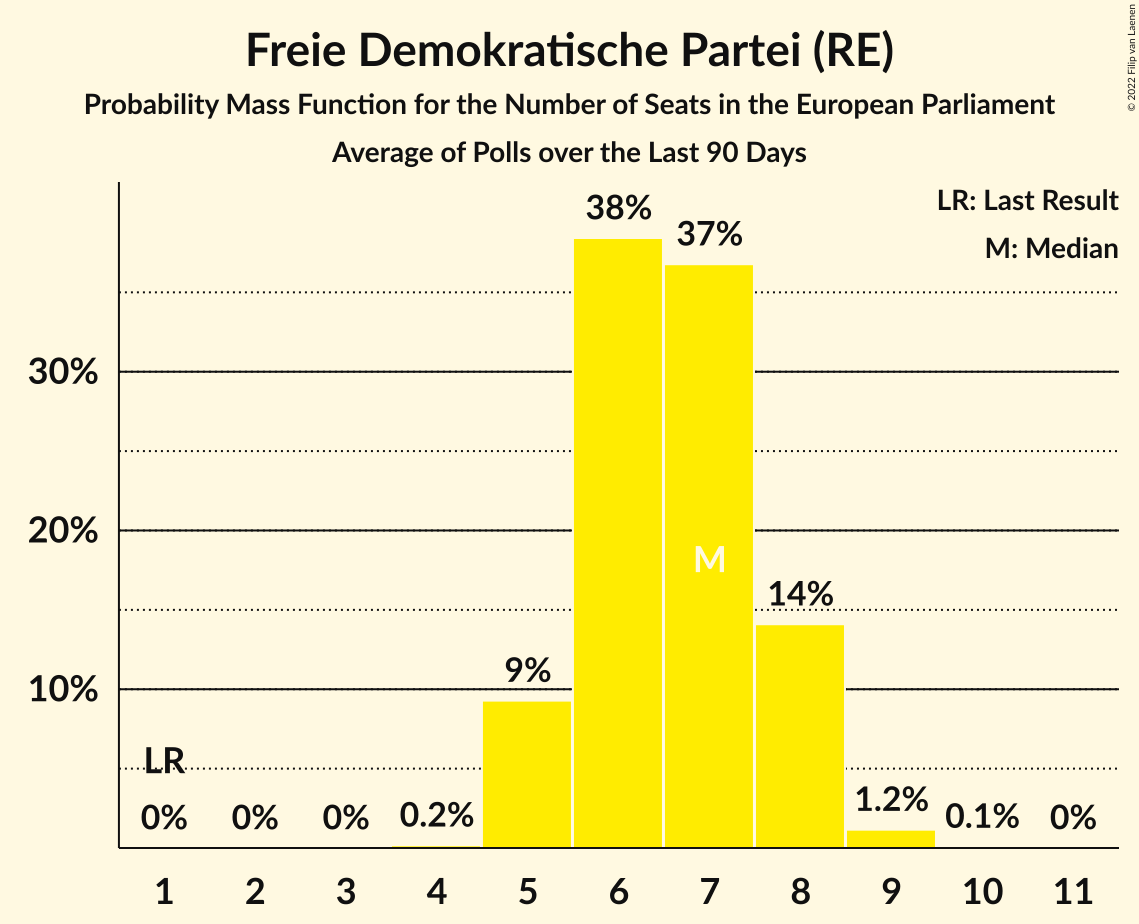 Freie Demokratische Partei (RE)
Probability Mass Function for the Number of Seats in the European Parliament
Average of Polls over the Last 90 Days
© 2022 Filip van Laenen
LR: Last Result
M: Median
38%
37%
30%
20%
M
14%
9%
10%
LR
0%
0%
0%
0.2%
1.2%
0.1%
0%
1 2 3 4 5 6 7 8 9 10 11